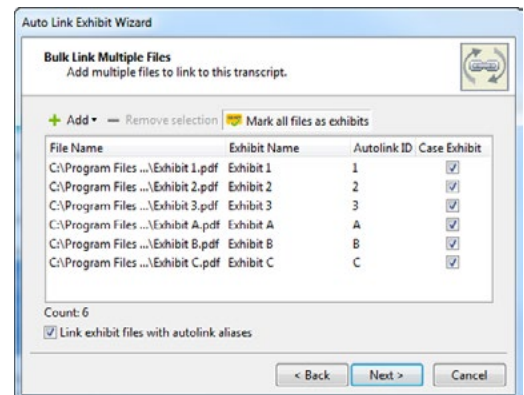 Auto Link Exhibit Wizard
Bulk Link Multiple Files
Add multiple files to link to this transcript.
Add Remove selection Mark all files as exhibits
File Name Exhibit Name Autolink ID Case Exhibit
C:\Program Files ...\Exhibit 1.pdf Exhibit 1 1
C:\Program Files ...\Exhibit 2.pdf Exhibit 2 2
C:\Program Files ...\Exhibit 3.pdf Exhibit 3 3
C:\Program Files ...\Exhibit A.pdf Exhibit A A
C:\Program Files ...\Exhibit B.pdf Exhibit B B
C:\Program Files ...\Exhibit C.pdf Exhibit C C
Count: 6
Link exhibit files with autolink aliases
< Back Next > Cancel